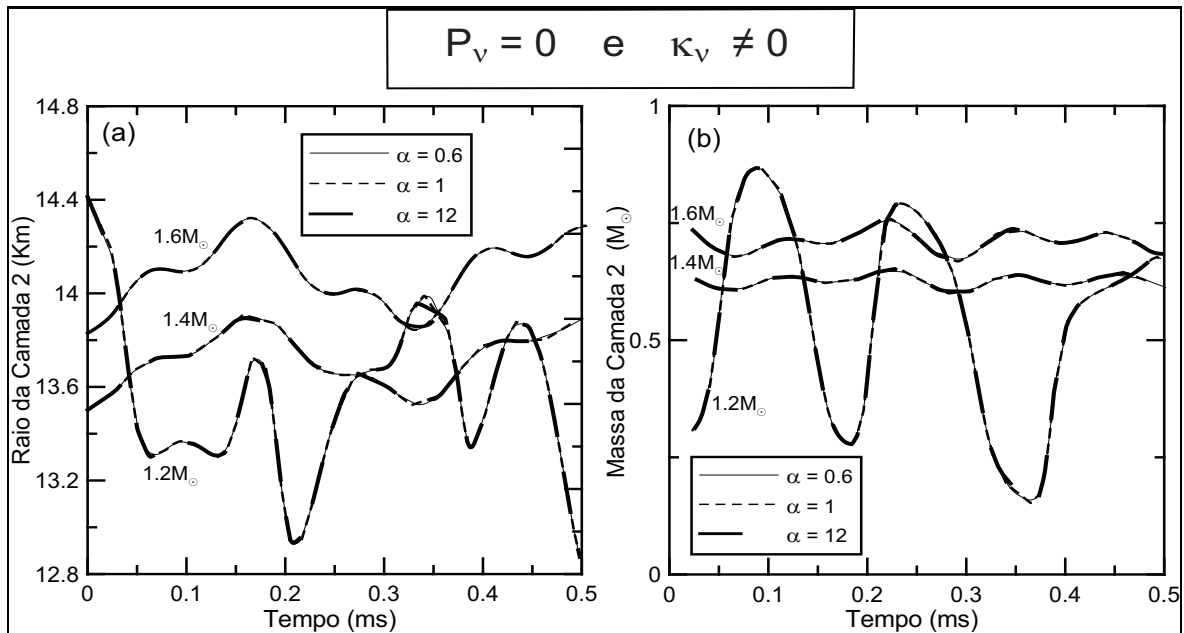 Pν = 0 e κν ≠ 0
(a)
α = 0.6
α = 1
α = 12
1.6M☉
1.4M☉
1.2M☉
14.8
14.4
14
13.6
13.2
12.8
Raio da Camada 2 (Km)
0 0.1 0.2 0.3 0.4 0.5
Tempo (ms)
(b)
1.6M☉
1.4M☉
1.2M☉
α = 0.6
α = 1
α = 12
1
0.5
0
Massa da Camada 2 (M☉)
0 0.1 0.2 0.3 0.4 0.5
Tempo (ms)